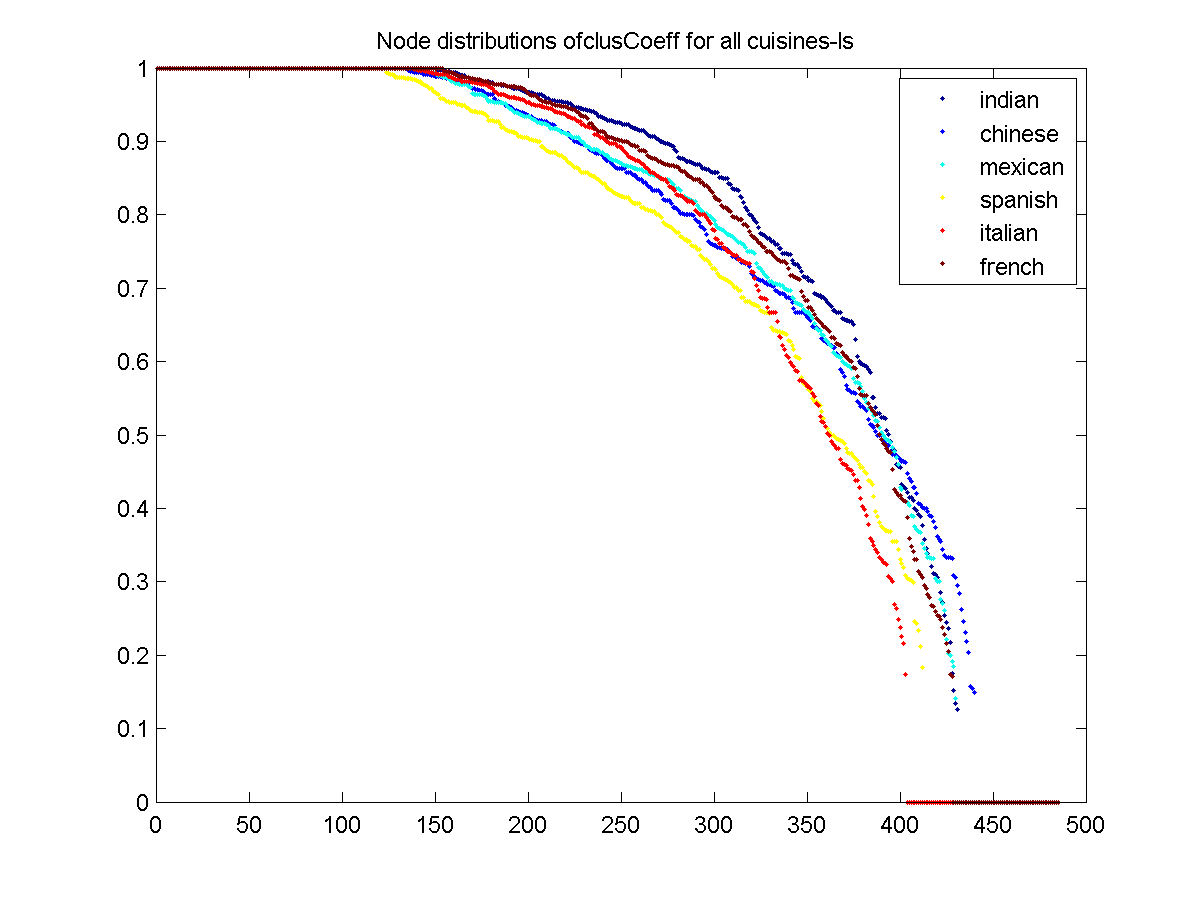 Node distributions ofclusCoeff for all cuisines-ls
1
0.9
0.8
0.7
0.6
0.5
0.4
0.3
0.2
0.1
0
indian
chinese
mexican
spanish
italian
french
0 50 100 150 200 250 300 350 400 450 500